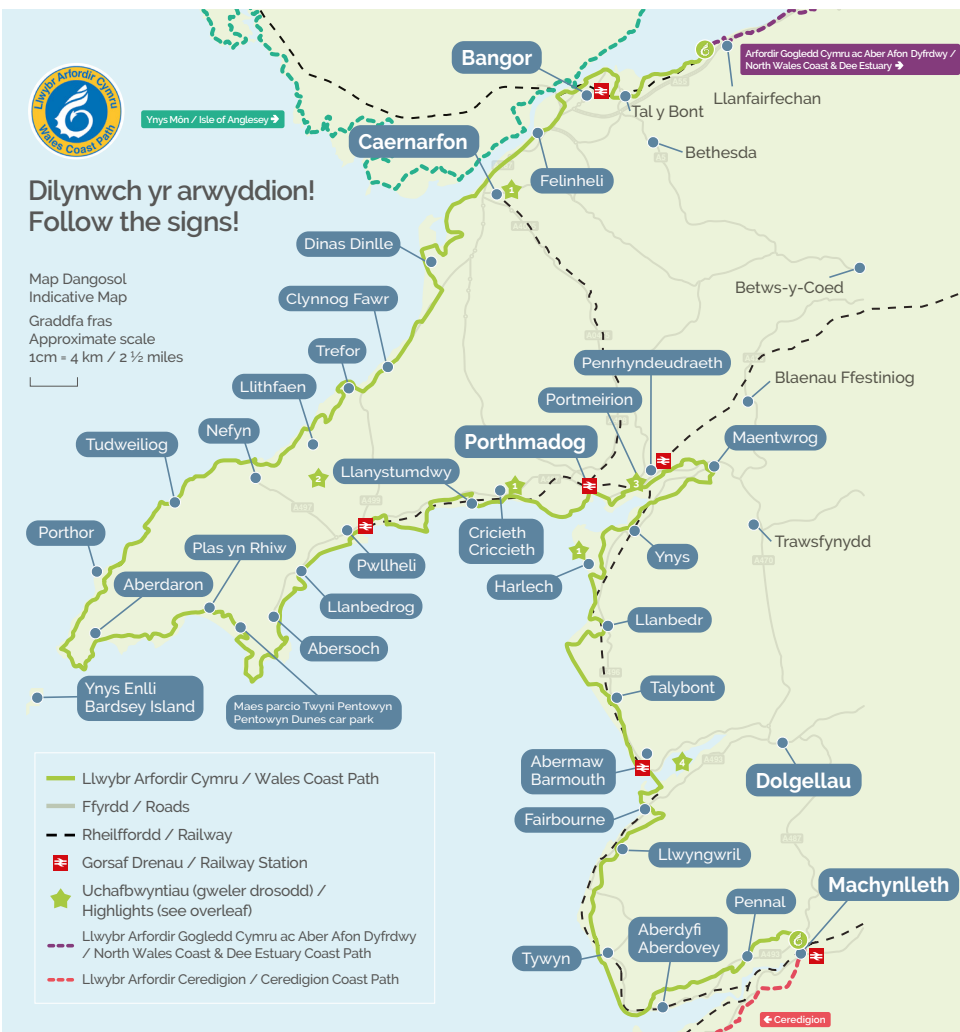 Llwybr Arfordir Cymru
Wales Coast Path
Dilynwch yr arwyddion!
Follow the signs!
Map Dangosol
Indicative Map
Graddfa fras
Approximate scale
1cm = 4 km / 2 ½ miles
Ynys Môn / Isle of Anglesey →
Arfordir Gogledd Cymru ac Aber Afon Dyfrdwy /
North Wales Coast & Dee Estuary →
Bangor
Llanfairfechan
Tal y Bont
Caernarfon
Bethesda
Felinheli
1
Dinas Dinlle
Betws-y-Coed
Clynnog Fawr
Trefor
Penrhyndeudraeth
Blaenau Ffestiniog
Llithfaen
Portmeirion
Nefyn
Porthmadog
Maentwrog
Tudweiliog
Llanystumdwy
2
1
3
Porthor
Plas yn Rhiw
Pwllheli
Cricieth
Criccieth
1
Ynys
Trawsfynydd
A470
Aberdaron
Harlech
Llanbedrog
Llanbedr
Abersoch
Ynys Enlli
Bardsey Island
Maes parcio Twyni Pentowyn
Pentowyn Dunes car park
Talybont
Abermaw
Barmouth
4
Dolgellau
Fairbourne
Llwyngwril
Machynlleth
Pennal
Aberdyfi
Aberdovey
Tywyn
← Ceredigion
Llwybr Arfordir Cymru / Wales Coast Path
Ffyrdd / Roads
Rheilffordd / Railway
Gorsaf Drenau / Railway Station
Uchafbwyntiau (gweler drosodd) /
Highlights (see overleaf)
Llwybr Arfordir Gogledd Cymru ac Aber Afon Dyfrdwy
/ North Wales Coast & Dee Estuary Coast Path
Llwybr Arfordir Ceredigion / Ceredigion Coast Path